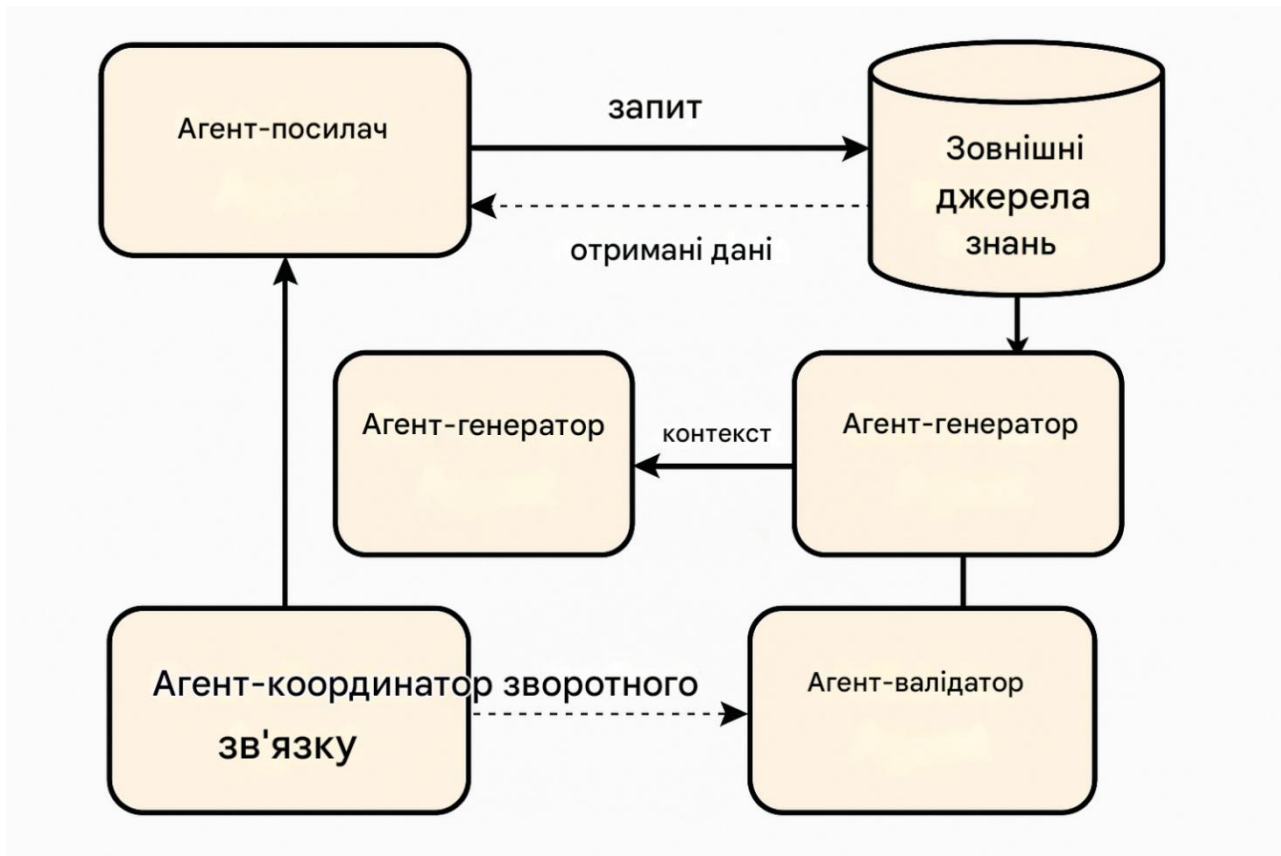 Агент-посилач
запит
Зовнішні
джерела
знань
отримані дані
Агент-генератор
контекст
Агент-генератор
Агент-координатор зворотного
зв'язку
Агент-валідатор